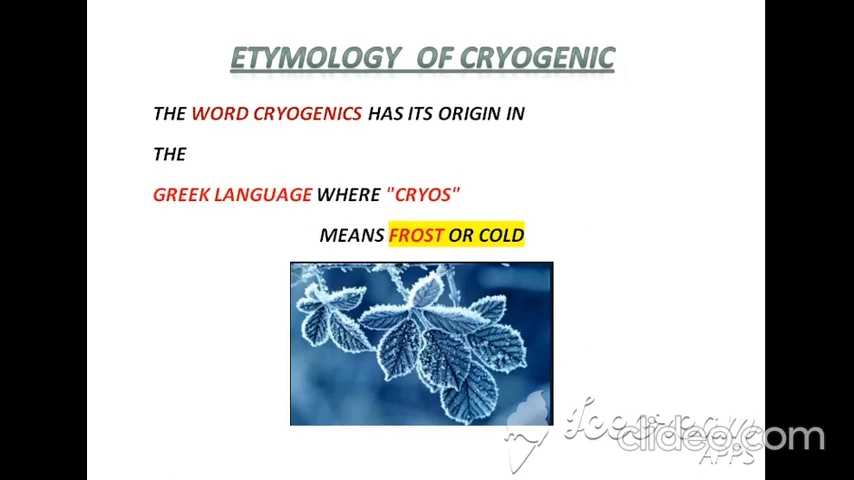 ETYMOLOGY OF CRYOGENIC
THE WORD CRYOGENICS HAS ITS ORIGIN IN
THE
GREEK LANGUAGE WHERE "CRYOS"
MEANS FROST OR COLD
clideo.com
APPS